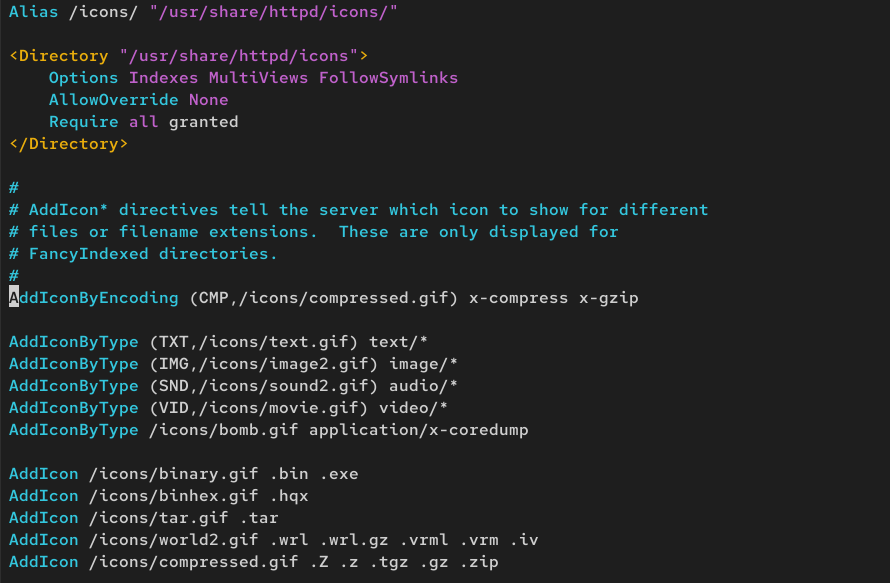 Alias /icons/ "/usr/share/httpd/icons/"
<Directory "/usr/share/httpd/icons">
    Options Indexes MultiViews FollowSymlinks
    AllowOverride None
    Require all granted
</Directory>
#
# AddIcon* directives tell the server which icon to show for different
# files or filename extensions.  These are only displayed for
# FancyIndexed directories.
#
AddIconByEncoding (CMP,/icons/compressed.gif) x-compress x-gzip
AddIconByType (TXT,/icons/text.gif) text/*
AddIconByType (IMG,/icons/image2.gif) image/*
AddIconByType (SND,/icons/sound2.gif) audio/*
AddIconByType (VID,/icons/movie.gif) video/*
AddIconByType /icons/bomb.gif application/x-coredump
AddIcon /icons/binary.gif .bin .exe
AddIcon /icons/binhex.gif .hqx
AddIcon /icons/tar.gif .tar
AddIcon /icons/world2.gif .wrl .wrl.gz .vrml .vrm .iv
AddIcon /icons/compressed.gif .Z .z .tgz .gz .zip